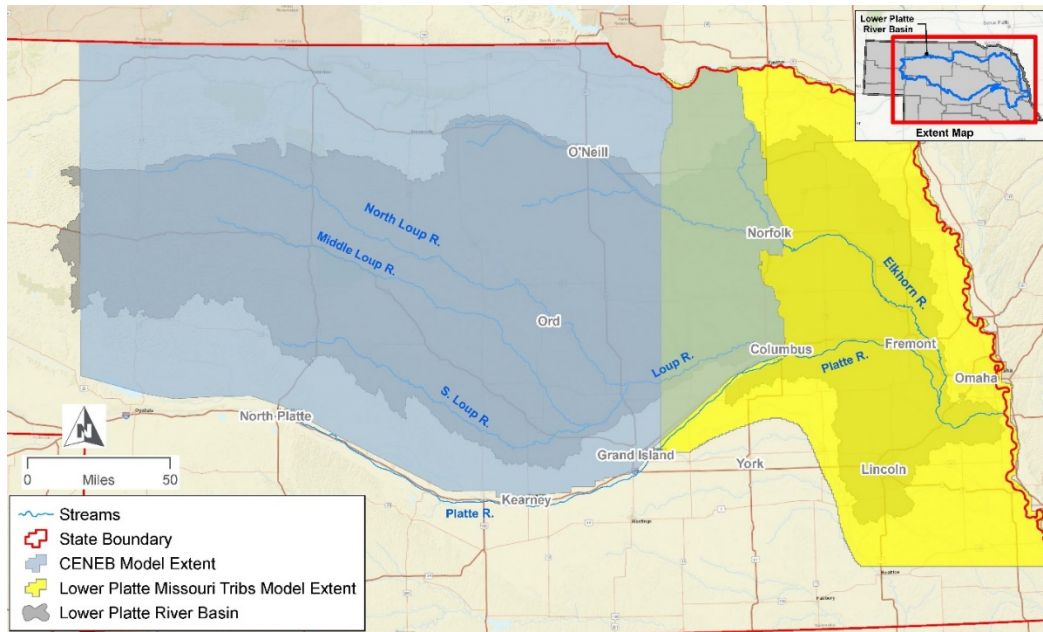 Lower Platte
River Basin
Extent Map
O'Neill
North Loup R.
Middle Loup R.
Norfolk
Elkhorn R.
Ord
Loup R.
Columbus
Fremont
Platte R.
Omaha
S. Loup R.
North Platte
Grand Island
York
Lincoln
Kearney
Platte R.
N
0 50
Miles
Streams
State Boundary
CENEB Model Extent
Lower Platte Missouri Tribs Model Extent
Lower Platte River Basin